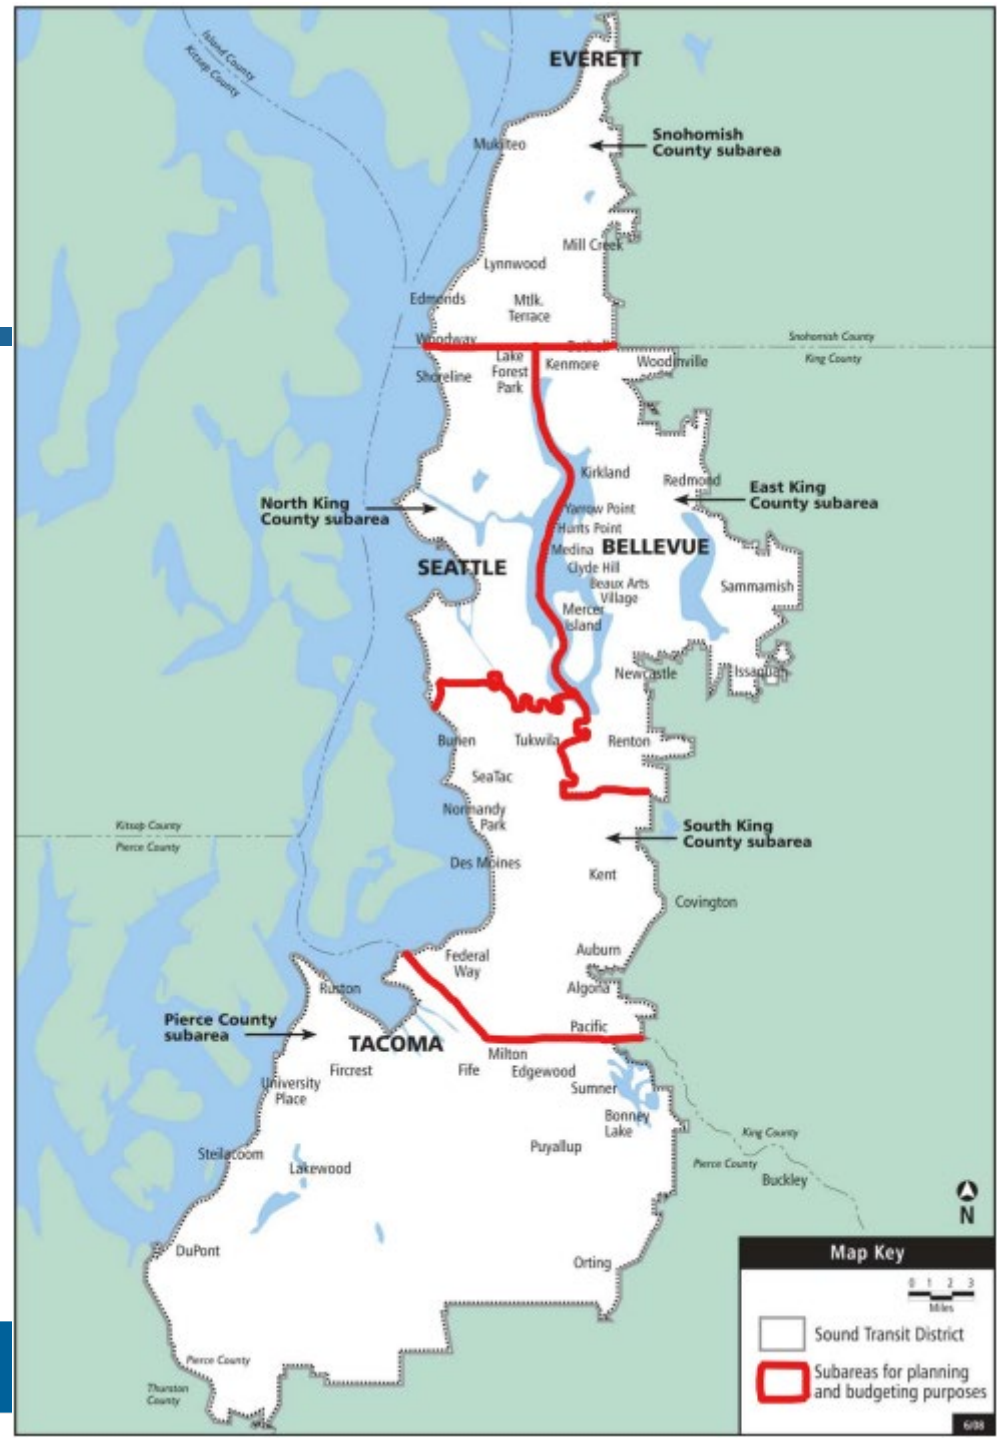 Island County
Kitsap County
EVERETT
Mukilteo
Snohomish
County subarea
Mill Creek
Lynnwood
Edmonds
Mtlk.
Terrace
Woodway
Snohomish County
King County
Lake
Forest
Park
Kenmore
Woodinville
Shoreline
Kirkland
Redmond
East King
County subarea
North King
County subarea
Yarrow Point
Hunts Point
Medina
BELLEVUE
SEATTLE
Clyde Hill
Beaux Arts
Village
Sammamish
Mercer
Island
Newcastle
Issaquah
Burien
Tukwila
Renton
SeaTac
Normandy
Park
Kitsap County
Pierce County
South King
County subarea
Des Moines
Kent
Covington
Federal
Way
Auburn
Algona
Ruston
Pacific
Pierce County
subarea
TACOMA
Milton
Fircrest
Fife
Edgewood
University
Place
Sumner
Bonney
Lake
King County
Pierce County
Puyallup
Steilacoom
Lakewood
Buckley
N
DuPont
Orting
Map Key
0 1 2 3
Miles
Sound Transit District
Subareas for planning
and budgeting purposes
Pierce County
Thurston
County
6/08